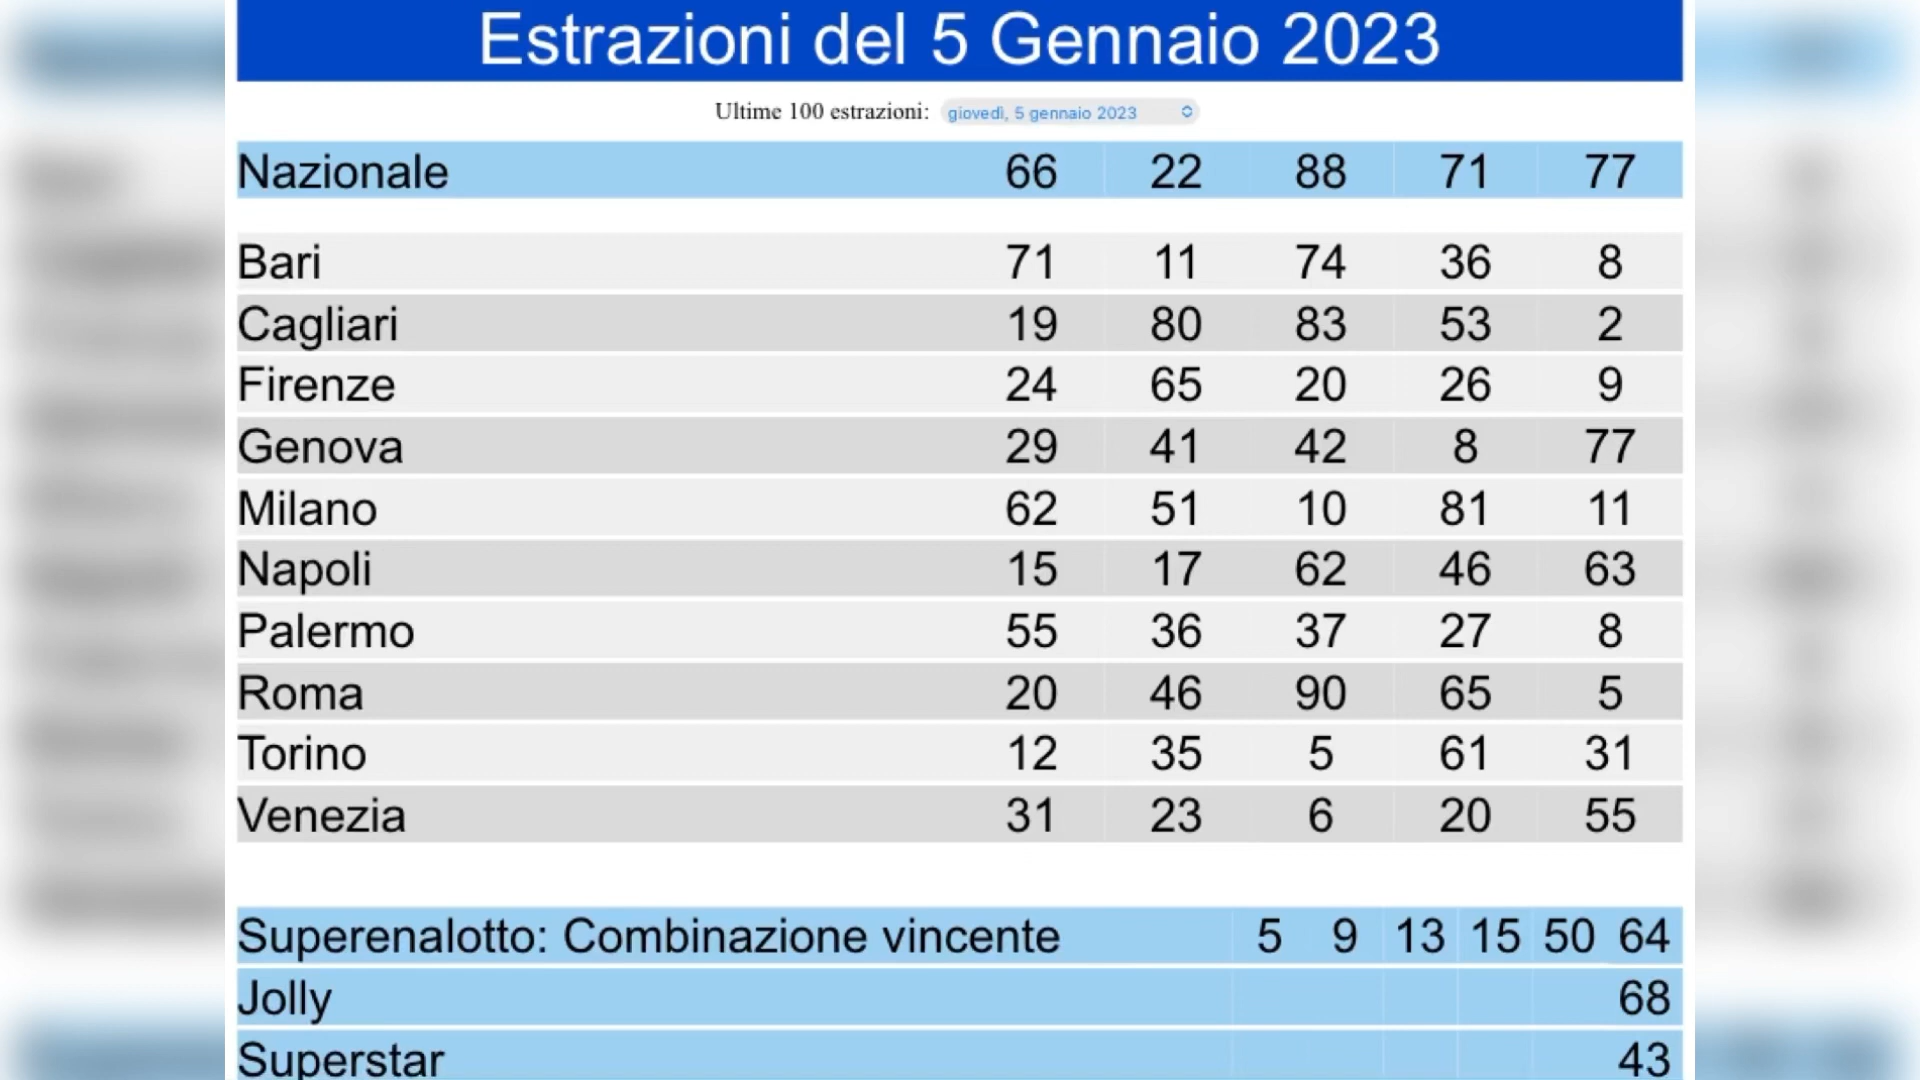 Estrazioni del 5 Gennaio 2023
Ultime 100 estrazioni: giovedì, 5 gennaio 2023
Nazionale 66 22 88 71 77
Bari 71 11 74 36 8
Cagliari 19 80 83 53 2
Firenze 24 65 20 26 9
Genova 29 41 42 8 77
Milano 62 51 10 81 11
Napoli 15 17 62 46 63
Palermo 55 36 37 27 8
Roma 20 46 90 65 5
Torino 12 35 5 61 31
Venezia 31 23 6 20 55
Superenalotto: Combinazione vincente 5 9 13 15 50 64
Jolly 68
Superstar 43